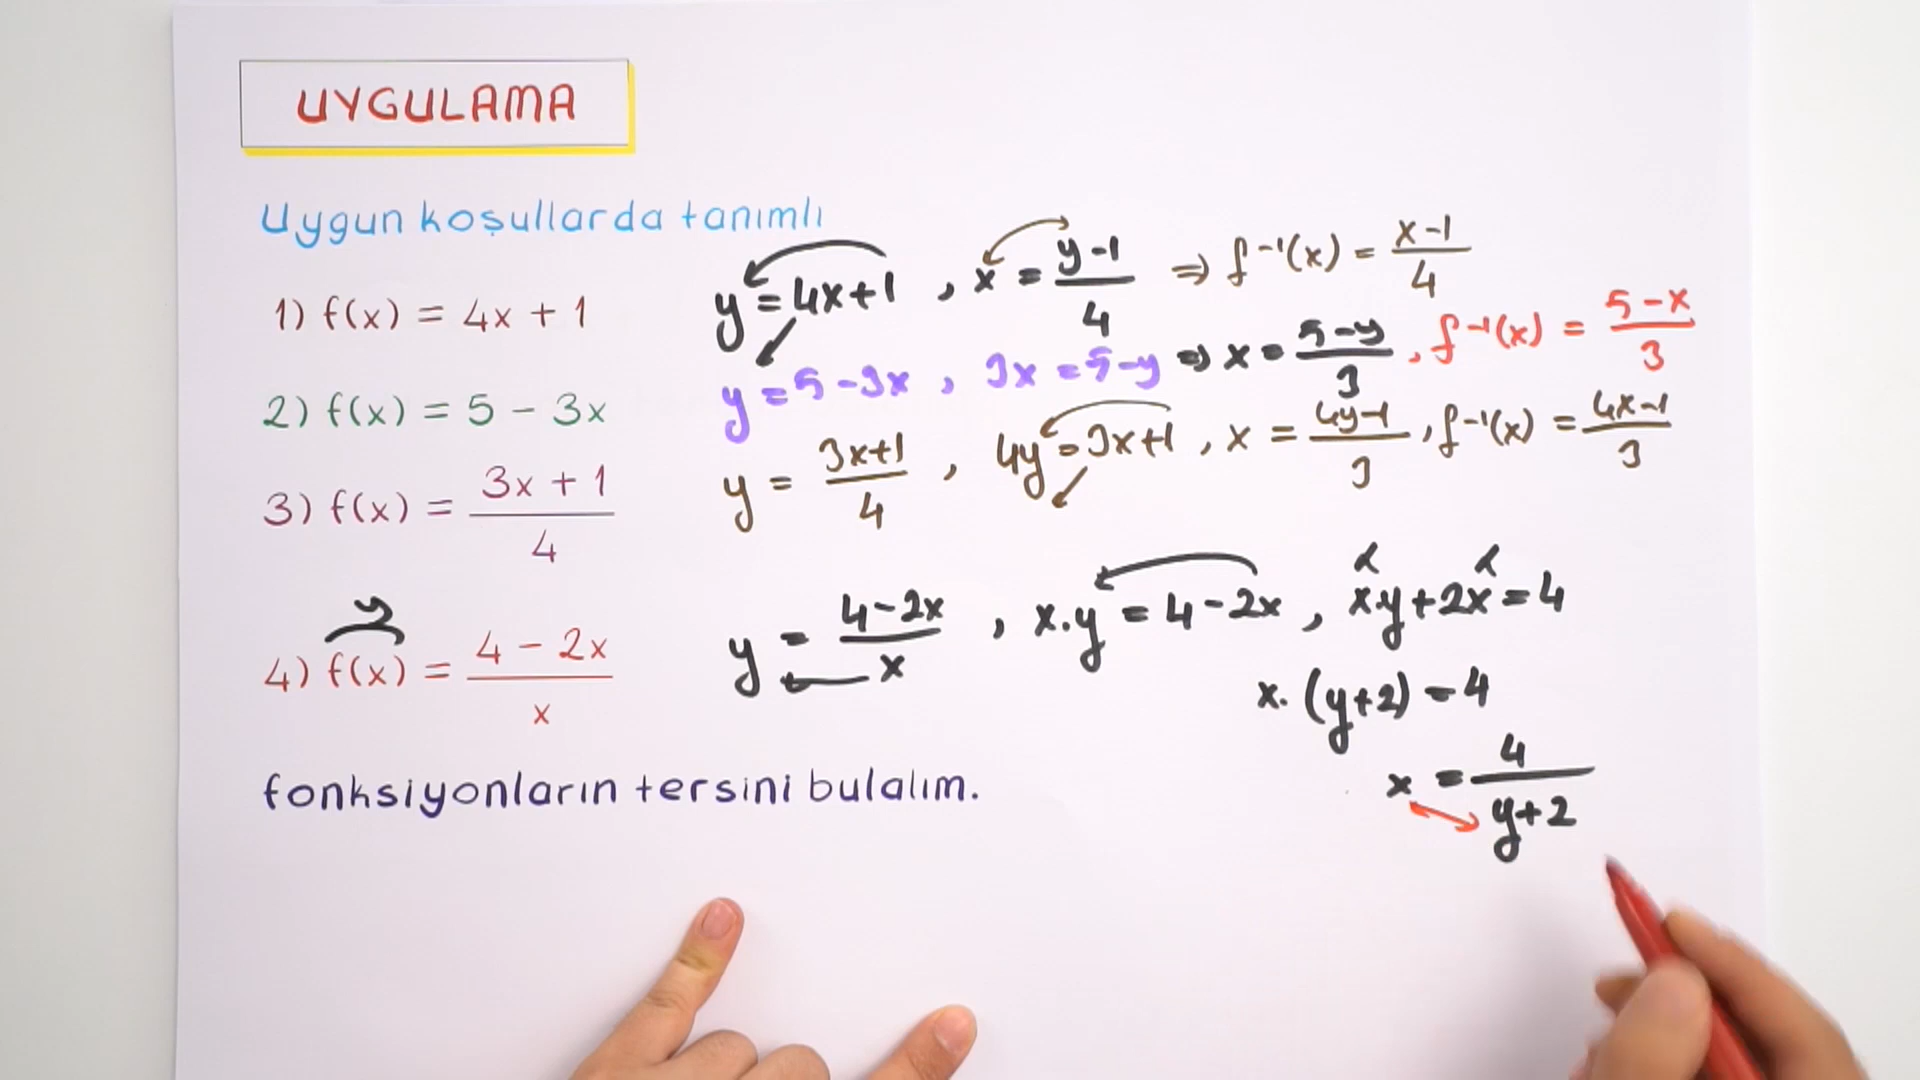 UYGULAMA
Uygun koşullarda tanımlı
1) f(x) = 4x + 1
y = 4x+1 , x = (y-1)/4 ⇒ f⁻¹(x) = (x-1)/4
2) f(x) = 5 - 3x
y = 5-3x , 3x = 5-y ⇒ x = (5-y)/3 , f⁻¹(x) = (5-x)/3
3) f(x) = (3x + 1)/4
y = (3x+1)/4 , 4y = 3x+1 , x = (4y-1)/3 , f⁻¹(x) = (4x-1)/3
y
4) f(x) = (4 - 2x)/x
y = (4-2x)/x , x.y = 4-2x , x.y+2x = 4
x.(y+2) = 4
x = 4/(y+2)
fonksiyonların tersini bulalım.